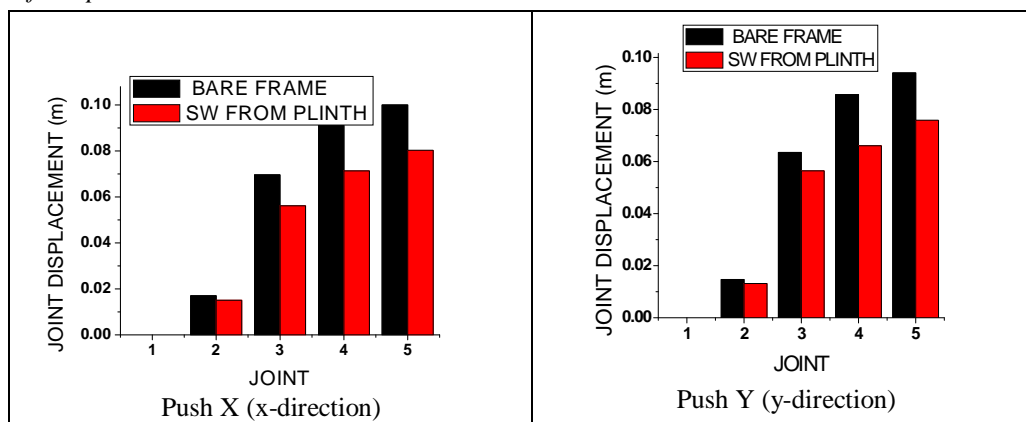 BARE FRAME
SW FROM PLINTH
JOINT DISPLACEMENT (m)
0.10
0.08
0.06
0.04
0.02
0.00
1 2 3 4 5
JOINT
Push X (x-direction)
BARE FRAME
SW FROM PLINTH
JOINT DISPLACEMENT (m)
0.10
0.08
0.06
0.04
0.02
0.00
1 2 3 4 5
JOINT
Push Y (y-direction)